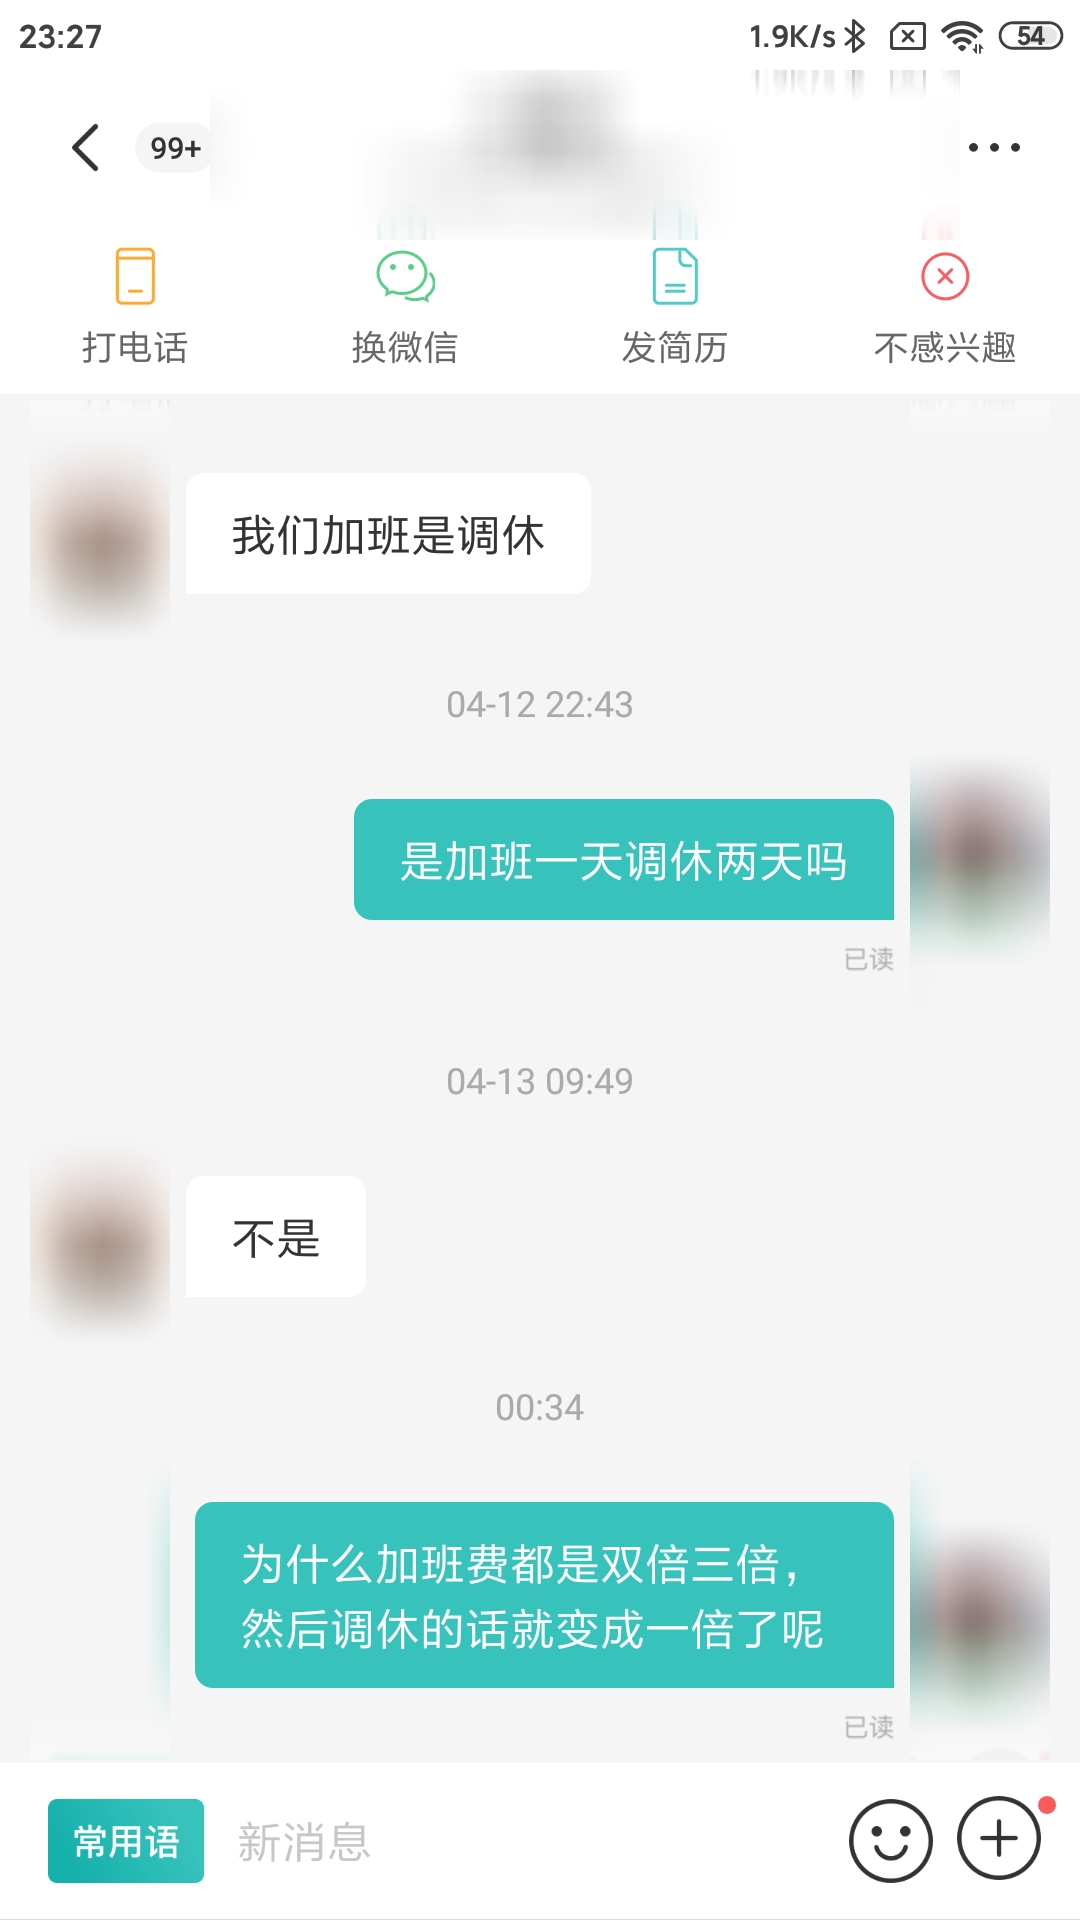 23:27
1.9K/s
54
99+
打电话
换微信
发简历
不感兴趣
我们加班是调休
04-12 22:43
是加班一天调休两天吗
已读
04-13 09:49
不是
00:34
为什么加班费都是双倍三倍，
然后调休的话就变成一倍了呢
已读
常用语
新消息